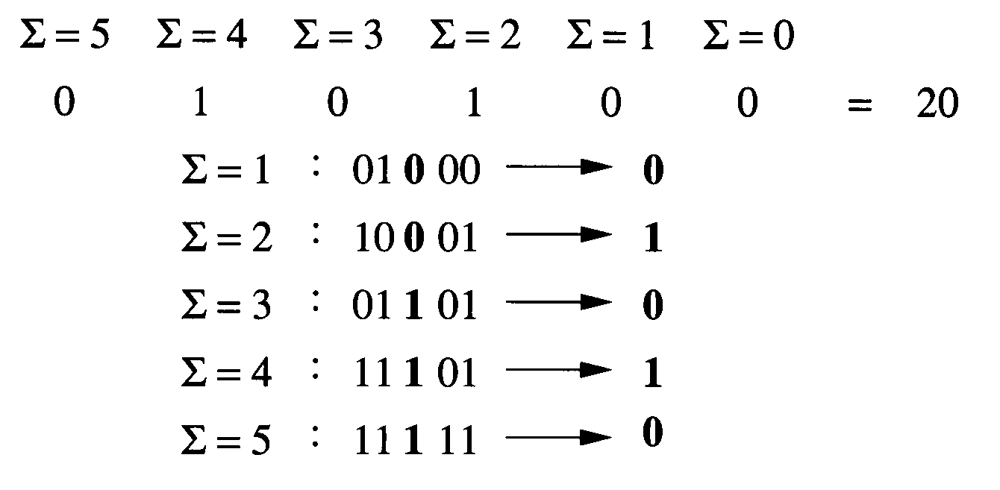 Σ = 5 Σ = 4 Σ = 3 Σ = 2 Σ = 1 Σ = 0
0 1 0 1 0 0 = 20
Σ = 1 : 01 0 00 → 0
Σ = 2 : 10 0 01 → 1
Σ = 3 : 01 1 01 → 0
Σ = 4 : 11 1 01 → 1
Σ = 5 : 11 1 11 → 0